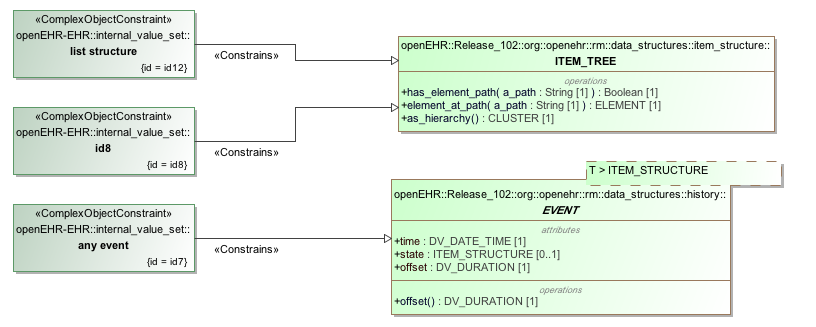 «ComplexObjectConstraint»
openEHR-EHR::internal_value_set::
list structure
{id = id12}
«Constrains»
openEHR::Release_102::org::openehr::rm::data_structures::item_structure::
ITEM_TREE
operations
+has_element_path( a_path : String [1] ) : Boolean [1]
+element_at_path( a_path : String [1] ) : ELEMENT [1]
+as_hierarchy() : CLUSTER [1]
«ComplexObjectConstraint»
openEHR-EHR::internal_value_set::
id8
{id = id8}
«Constrains»
T > ITEM_STRUCTURE
openEHR::Release_102::org::openehr::rm::data_structures::history::
EVENT
attributes
+time : DV_DATE_TIME [1]
+state : ITEM_STRUCTURE [0..1]
+offset : DV_DURATION [1]
operations
+offset() : DV_DURATION [1]
«ComplexObjectConstraint»
openEHR-EHR::internal_value_set::
any event
{id = id7}
«Constrains»